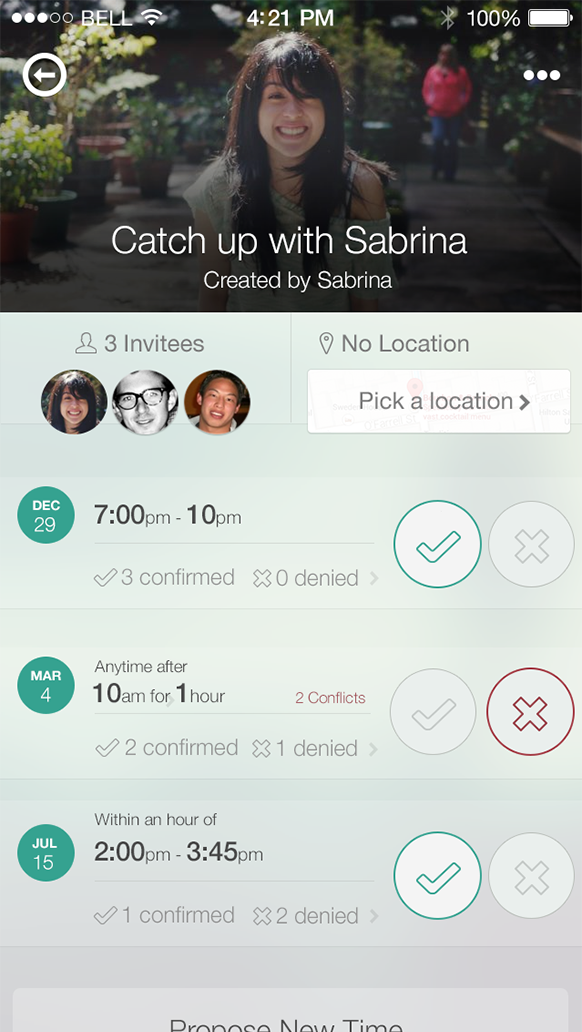 BELL 4:21 PM 100%
Catch up with Sabrina
Created by Sabrina
3 Invitees
No Location
Pick a location
DEC
29
7:00pm - 10pm
3 confirmed 0 denied
MAR
4
Anytime after
10am for 1hour
2 Conflicts
2 confirmed 1 denied
JUL
15
Within an hour of
2:00pm - 3:45pm
1 confirmed 2 denied
Propose New Time